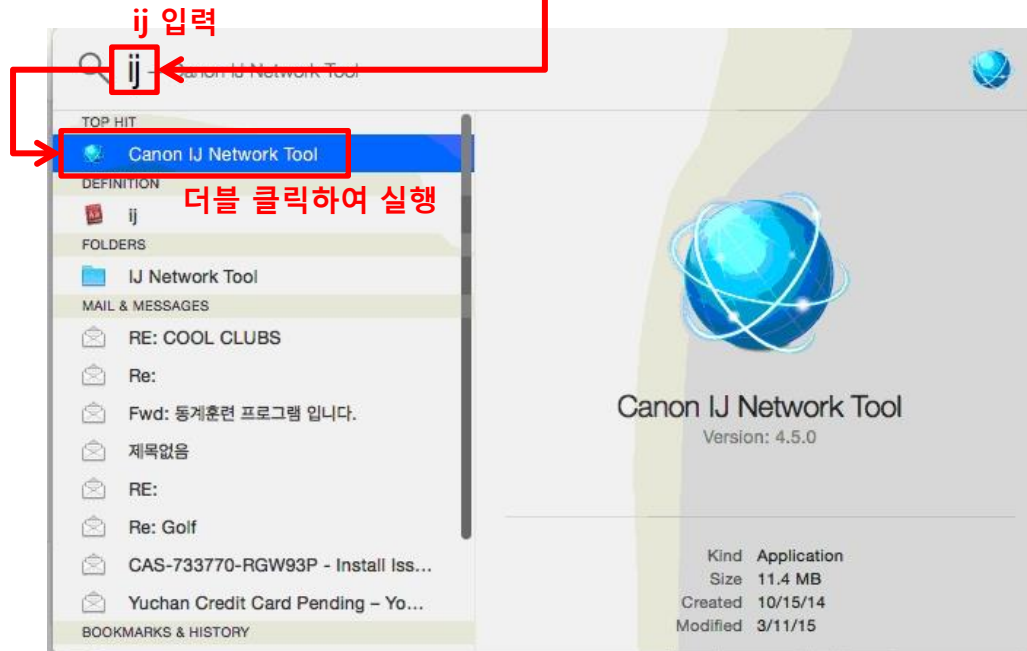 ij 입력
ij – Canon IJ Network Tool
TOP HIT
Canon IJ Network Tool
DEFINITION
더블 클릭하여 실행
ij
FOLDERS
IJ Network Tool
MAIL & MESSAGES
RE: COOL CLUBS
Re:
Fwd: 동계훈련 프로그램 입니다.
제목없음
RE:
Re: Golf
CAS-733770-RGW93P - Install Iss...
Yuchan Credit Card Pending – Yo...
BOOKMARKS & HISTORY
Canon IJ Network Tool
Version: 4.5.0
Kind Application
Size 11.4 MB
Created 10/15/14
Modified 3/11/15